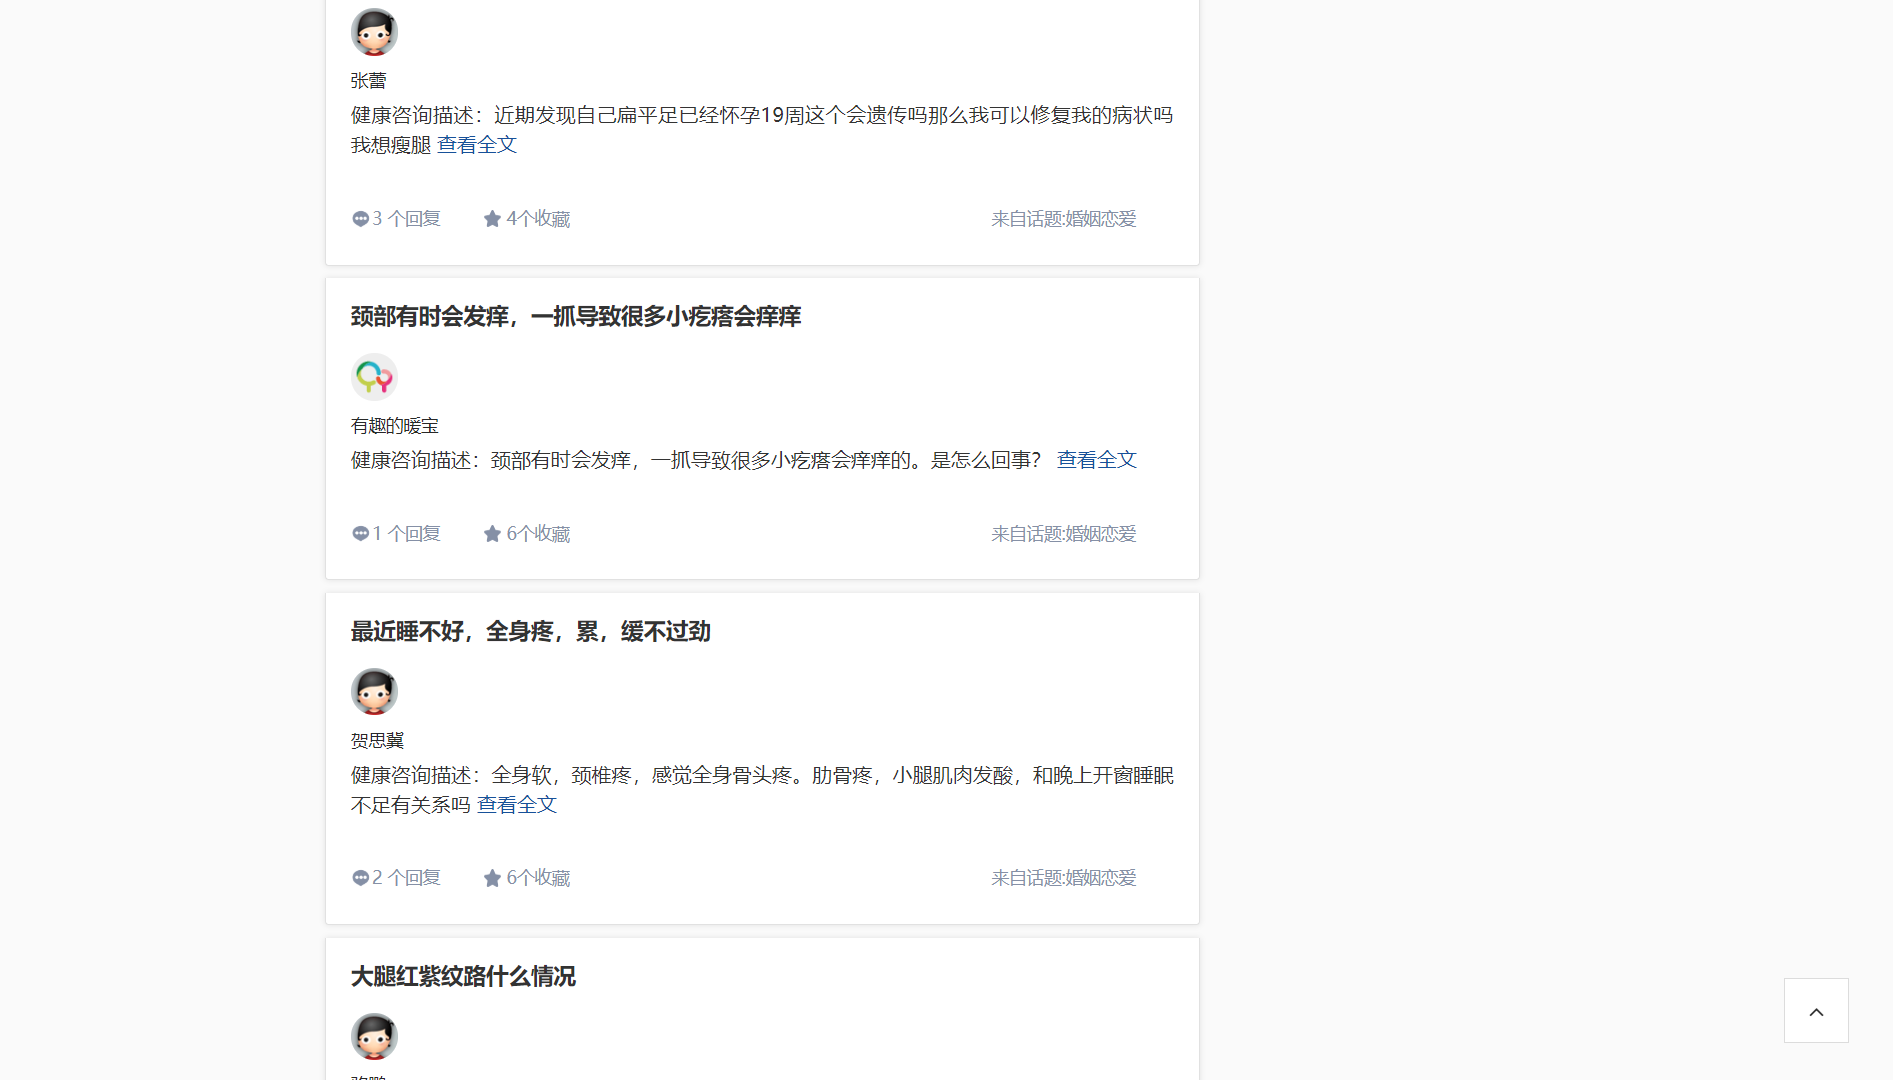 张蕾
健康咨询描述：近期发现自己扁平足已经怀孕19周这个会遗传吗那么我可以修复我的病状吗
我想瘦腿 查看全文
3 个回复 4个收藏 来自话题:婚姻恋爱
颈部有时会发痒，一抓导致很多小疙瘩会痒痒
有趣的暖宝
健康咨询描述：颈部有时会发痒，一抓导致很多小疙瘩会痒痒的。是怎么回事？ 查看全文
1 个回复 6个收藏 来自话题:婚姻恋爱
最近睡不好，全身疼，累，缓不过劲
贺思冀
健康咨询描述：全身软，颈椎疼，感觉全身骨头疼。肋骨疼，小腿肌肉发酸，和晚上开窗睡眠
不足有关系吗 查看全文
2 个回复 6个收藏 来自话题:婚姻恋爱
大腿红紫纹路什么情况